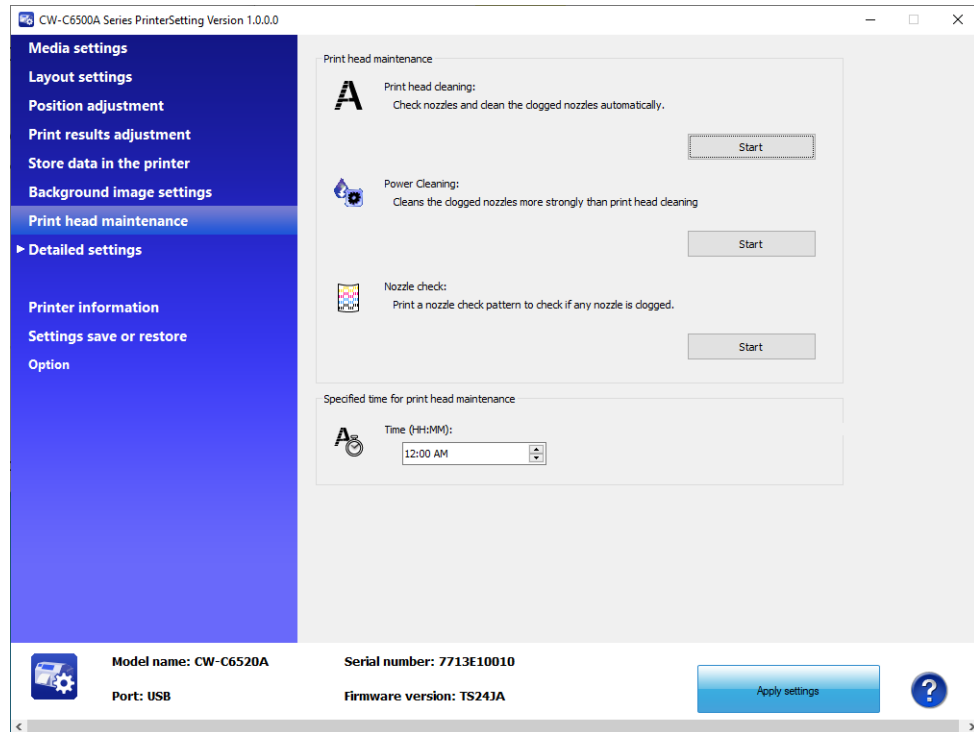 CW-C6500A Series PrinterSetting Version 1.0.0.0
Media settings
Layout settings
Position adjustment
Print results adjustment
Store data in the printer
Background image settings
Print head maintenance
Detailed settings
Printer information
Settings save or restore
Option
Print head maintenance
Print head cleaning:
Check nozzles and clean the clogged nozzles automatically.
Start
Power Cleaning:
Cleans the clogged nozzles more strongly than print head cleaning
Start
Nozzle check:
Print a nozzle check pattern to check if any nozzle is clogged.
Start
Specified time for print head maintenance
Time (HH:MM):
12:00 AM
Model name: CW-C6520A
Serial number: 7713E10010
Port: USB
Firmware version: TS24JA
Apply settings